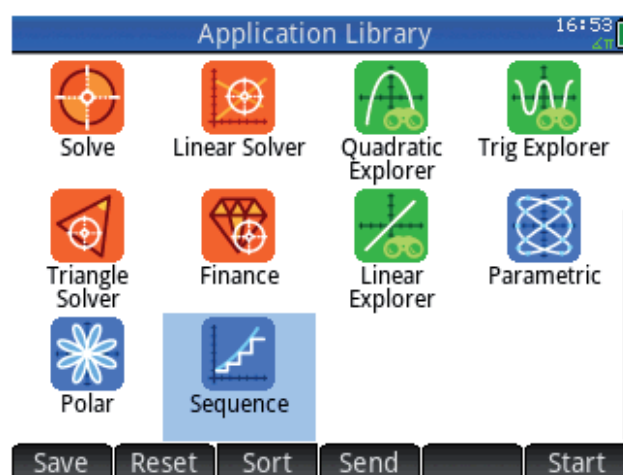 Application Library
16:53
∡π
Solve
Linear Solver
Quadratic
Explorer
Trig Explorer
Triangle
Solver
Finance
Linear
Explorer
Parametric
Polar
Sequence
Save
Reset
Sort
Send
Start